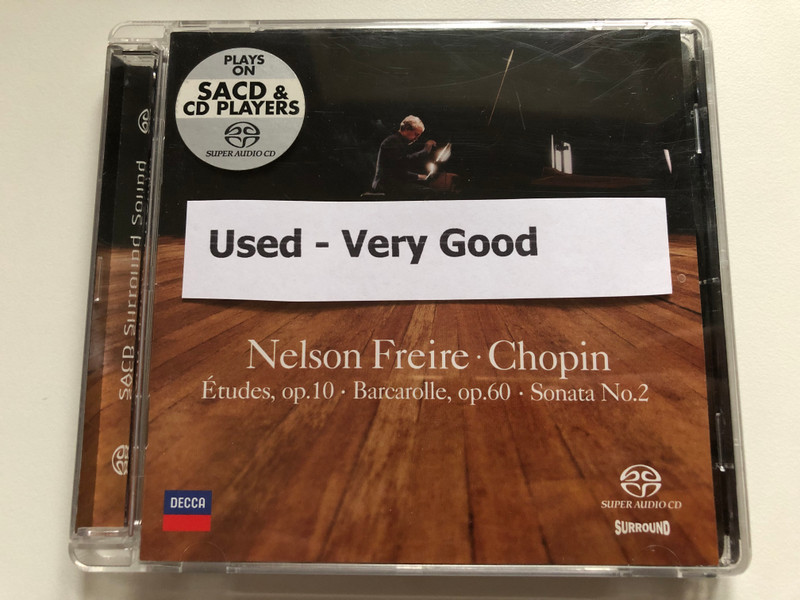 PLAYS
ON
SACD &
CD PLAYERS
SUPER AUDIO CD
SACD Surround Sound
Used - Very Good
Nelson Freire · Chopin
Études, op.10 · Barcarolle, op.60 · Sonata No.2
DECCA
SUPER AUDIO CD
SURROUND